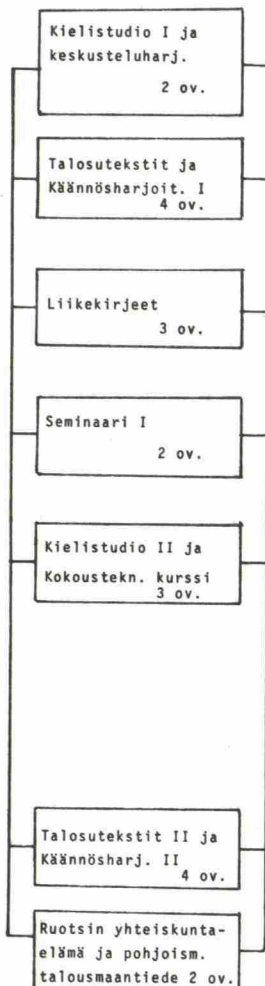 Kielistudio I ja
keskusteluharj.
2 ov.
Talosutekstit ja
Käännösharjoit. I
4 ov.
Liikekirjeet
3 ov.
Seminaari I
2 ov.
Kielistudio II ja
Kokoustekn. kurssi
3 ov.
Talosutekstit II ja
Käännösharj. II
4 ov.
Ruotsin yhteiskunta-
elämä ja pohjoism.
talousmaantiede 2 ov.